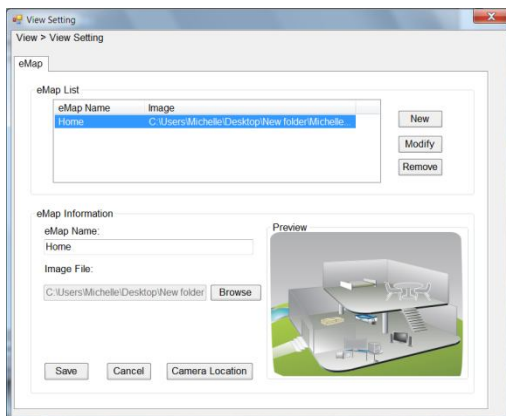 View Setting
View > View Setting
eMap
eMap List
eMap Name Image
Home C:\Users\Michelle\Desktop\New folder\Michelle...
New
Modify
Remove
eMap Information
eMap Name:
Home
Image File:
C:\Users\Michelle\Desktop\New folder
Browse
Preview
Save
Cancel
Camera Location